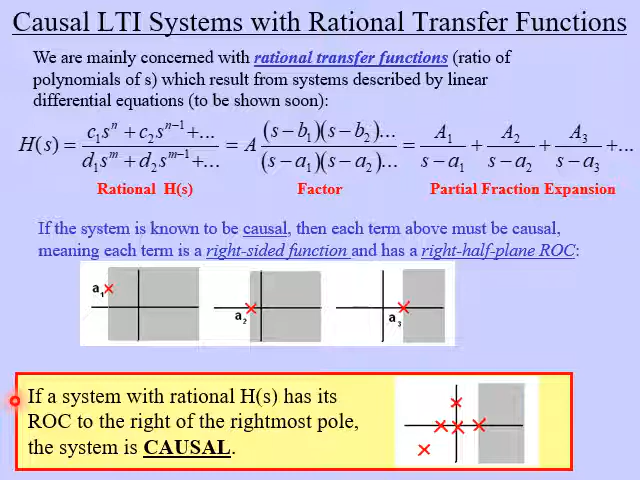 Causal LTI Systems with Rational Transfer Functions
We are mainly concerned with rational transfer functions (ratio of
polynomials of s) which result from systems described by linear
differential equations (to be shown soon):
H(s) = (c₁sⁿ + c₂sⁿ⁻¹ + ...)/(d₁sᵐ + d₂sᵐ⁻¹ + ...) = A ((s − b₁)(s − b₂)...)/((s − a₁)(s − a₂)...) = A₁/(s − a₁) + A₂/(s − a₂) + A₃/(s − a₃) + ...
Rational H(s) Factor Partial Fraction Expansion
If the system is known to be causal, then each term above must be causal,
meaning each term is a right-sided function and has a right-half-plane ROC:
a₁ a₂ a₃
If a system with rational H(s) has its
ROC to the right of the rightmost pole,
the system is CAUSAL.